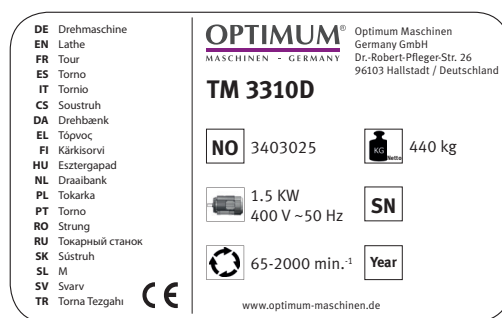 DE Drehmaschine
EN Lathe
FR Tour
ES Torno
IT Tornio
CS Soustruh
DA Drehbænk
EL Τόρνος
FI Kärkisorvi
HU Esztergapad
NL Draaibank
PL Tokarka
PT Torno
RO Strung
RU Токарный станок
SK Sústruh
SL M
SV Svarv
TR Torna Tezgahı
CE
OPTIMUM®
MASCHINEN - GERMANY
Optimum Maschinen
Germany GmbH
Dr.-Robert-Pfleger-Str. 26
96103 Hallstadt / Deutschland
TM 3310D
NO 3403025
KG Netto 440 kg
1.5 KW
400 V ~50 Hz
SN
65-2000 min.-1
Year
www.optimum-maschinen.de